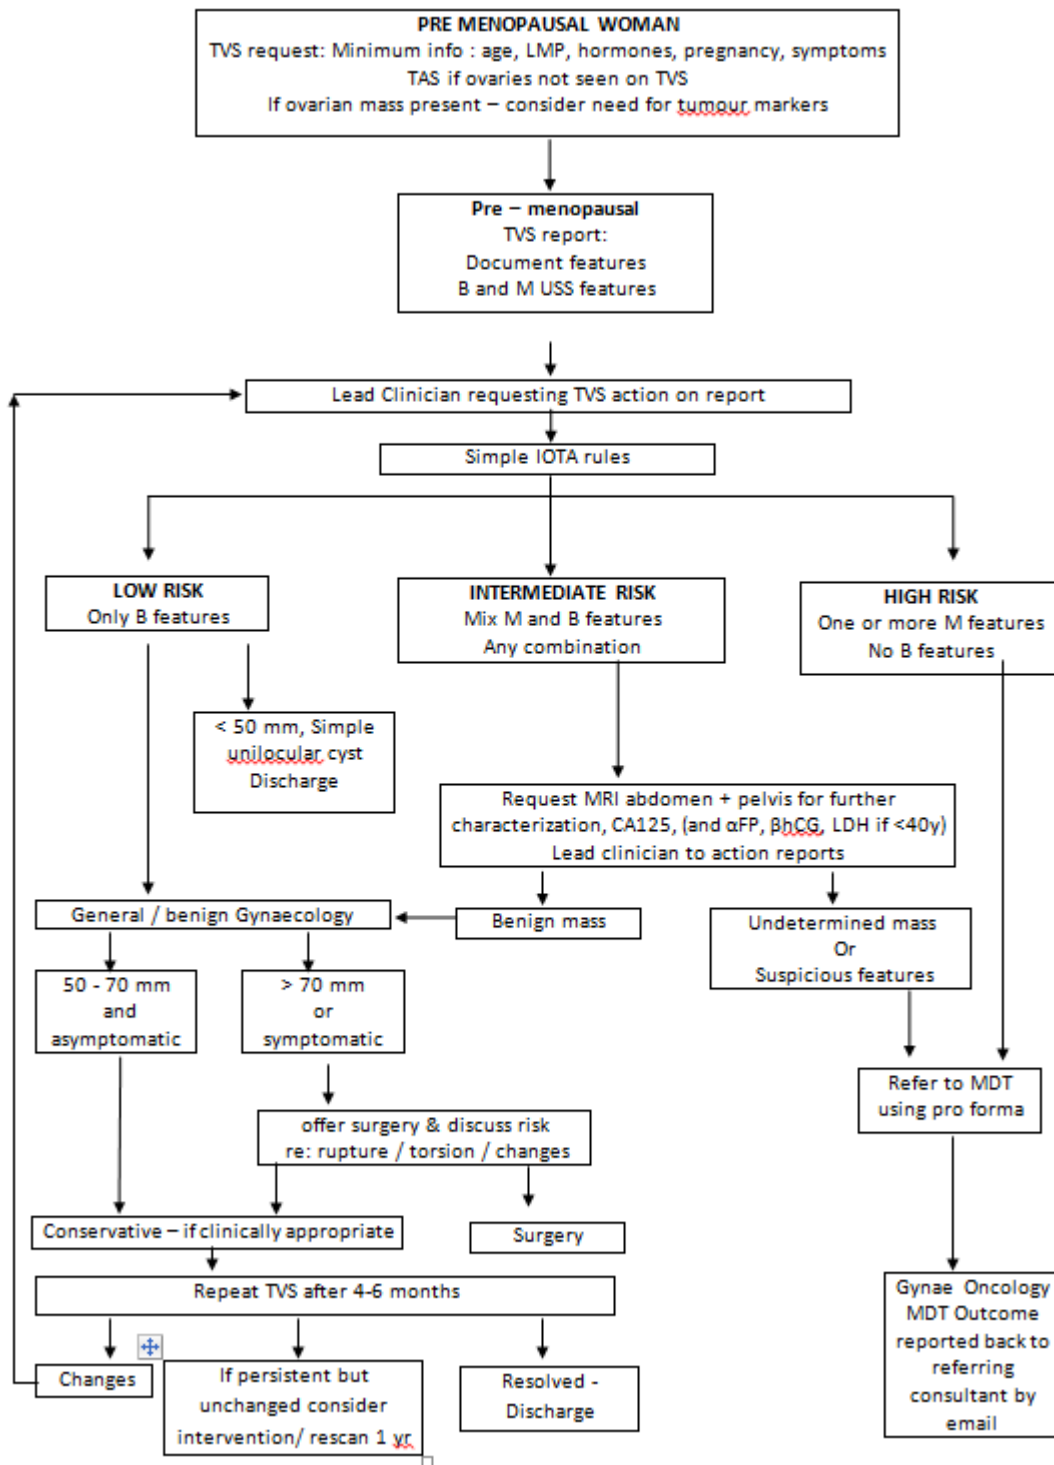 PRE MENOPAUSAL WOMAN
TVS request: Minimum info : age, LMP, hormones, pregnancy, symptoms
TAS if ovaries not seen on TVS
If ovarian mass present – consider need for tumour markers
Pre – menopausal
TVS report:
Document features
B and M USS features
Lead Clinician requesting TVS action on report
Simple IOTA rules
LOW RISK
Only B features
INTERMEDIATE RISK
Mix M and B features
Any combination
HIGH RISK
One or more M features
No B features
< 50 mm, Simple
unilocular cyst
Discharge
Request MRI abdomen + pelvis for further
characterization, CA125, (and αFP, βhCG, LDH if <40y)
Lead clinician to action reports
General / benign Gynaecology
Benign mass
Undetermined mass
Or
Suspicious features
50 - 70 mm
and
asymptomatic
> 70 mm
or
symptomatic
Refer to MDT
using pro forma
offer surgery & discuss risk
re: rupture / torsion / changes
Conservative – if clinically appropriate
Surgery
Repeat TVS after 4-6 months
Gynae Oncology
MDT Outcome
reported back to
referring
consultant by
email
Changes
If persistent but
unchanged consider
intervention/ rescan 1 yr
Resolved -
Discharge